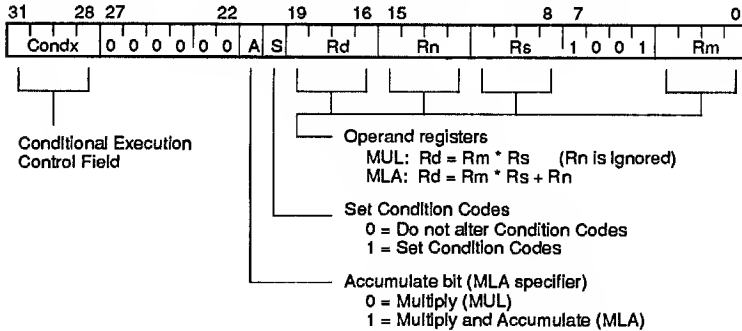 31 28 27 22 19 16 15 8 7 0
Condx 0 0 0 0 0 0 A S Rd Rn Rs 1 0 0 1 Rm
Conditional Execution
Control Field
Operand registers
MUL: Rd = Rm * Rs (Rn is Ignored)
MLA: Rd = Rm * Rs + Rn
Set Condition Codes
0 = Do not alter Condition Codes
1 = Set Condition Codes
Accumulate bit (MLA specifier)
0 = Multiply (MUL)
1 = Multiply and Accumulate (MLA)